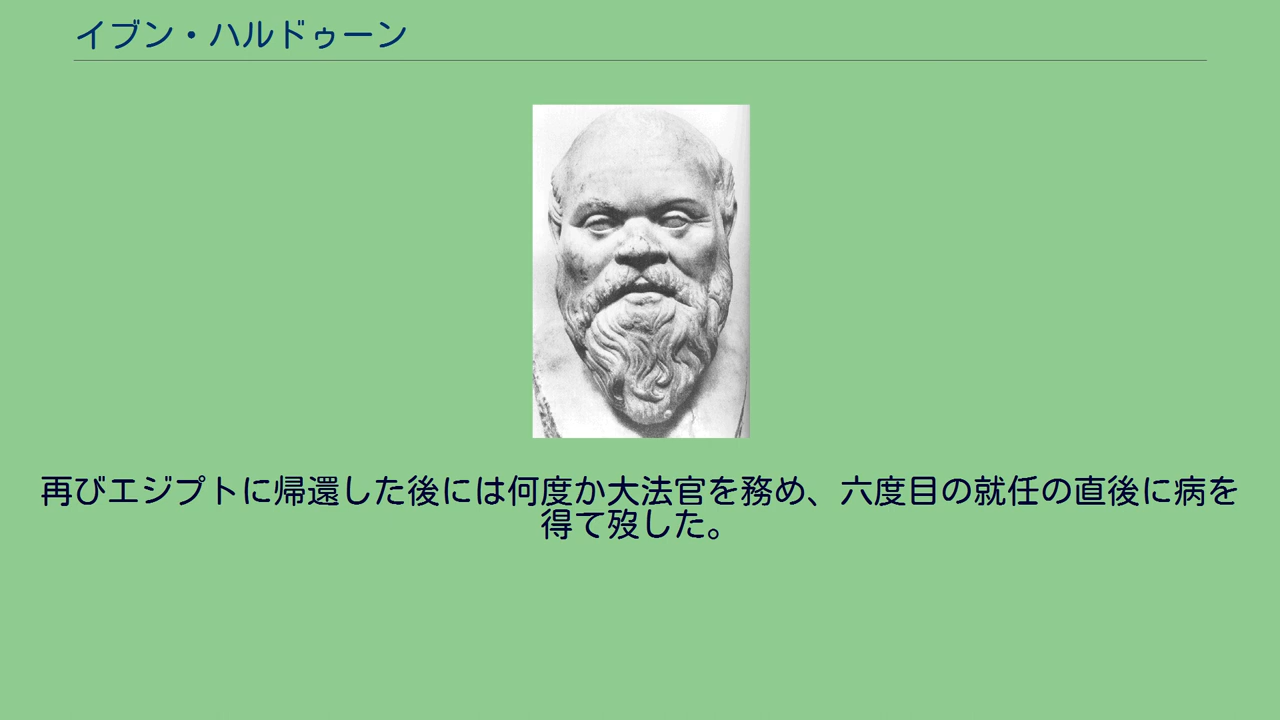 イブン・ハルドゥーン
再びエジプトに帰還した後には何度か大法官を務め、六度目の就任の直後に病を
得て歿した。